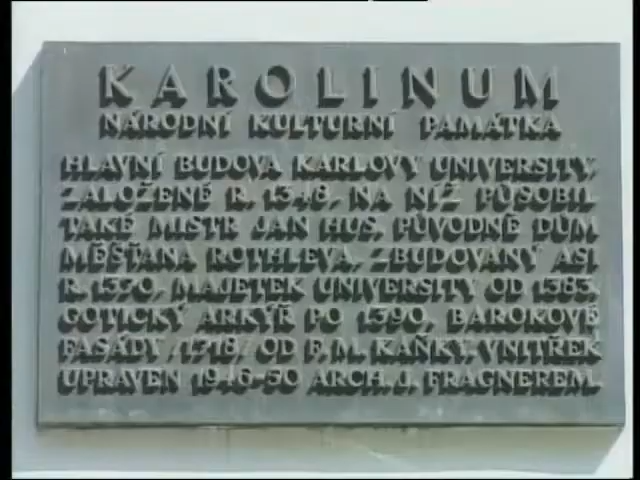 KAROLINUM
NÁRODNÍ KULTURNÍ PAMÁTKA
HLAVNÍ BUDOVA KARLOVY UNIVERSITY,
ZALOŽENÉ R. 1348, NA NÍŽ PŮSOBIL
TAKÉ MISTR JAN HUS. PŮVODNĚ DŮM
MĚŠŤANA ROTHLEVA, ZBUDOVANÝ ASI
R. 1370, MAJETEK UNIVERSITY OD 1383.
GOTICKÝ ARKÝŘ PO 1390, BAROKOVÉ
FASÁDY /1718/ OD F. M. KAŇKY. VNITŘEK
UPRAVEN 1946-50 ARCH. J. FRAGNEREM.